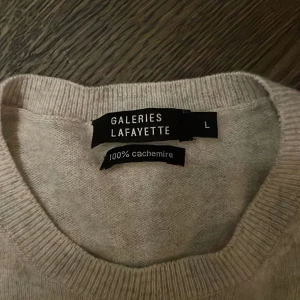 GALERIES
LAFAYETTE
L
100% cachemire